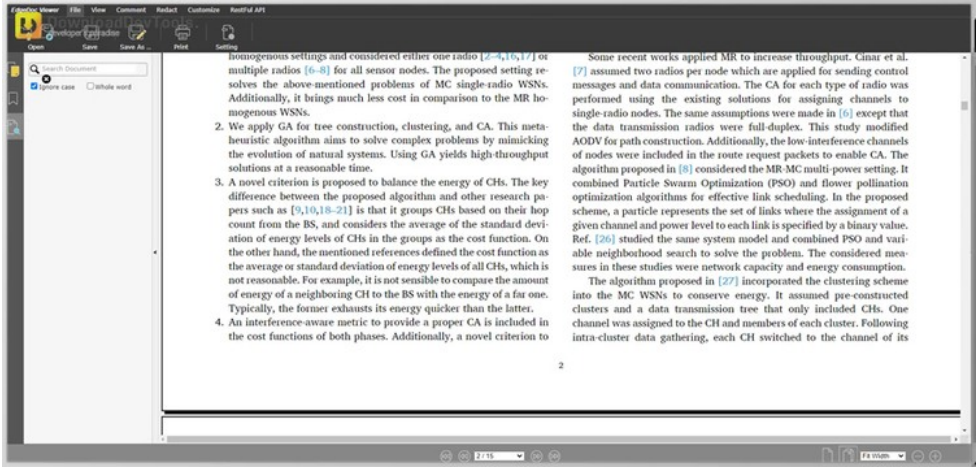 EdgeDoc Viewer File View Comment Redact Customize RestFul API
DownloadDevTools.
Developer's paradise
Open Save Save As ... Print Setting
Search Document
Ignore case Whole word
homogenous settings and considered either one radio [2–4,16,17] or
multiple radios [6–8] for all sensor nodes. The proposed setting re-
solves the above-mentioned problems of MC single-radio WSNs.
Additionally, it brings much less cost in comparison to the MR ho-
mogenous WSNs.
2. We apply GA for tree construction, clustering, and CA. This meta-
heuristic algorithm aims to solve complex problems by mimicking
the evolution of natural systems. Using GA yields high-throughput
solutions at a reasonable time.
3. A novel criterion is proposed to balance the energy of CHs. The key
difference between the proposed algorithm and other research pa-
pers such as [9,10,18–21] is that it groups CHs based on their hop
count from the BS, and considers the average of the standard devi-
ation of energy levels of CHs in the groups as the cost function. On
the other hand, the mentioned references defined the cost function as
the average or standard deviation of energy levels of all CHs, which is
not reasonable. For example, it is not sensible to compare the amount
of energy of a neighboring CH to the BS with the energy of a far one.
Typically, the former exhausts its energy quicker than the latter.
4. An interference-aware metric to provide a proper CA is included in
the cost functions of both phases. Additionally, a novel criterion to
Some recent works applied MR to increase throughput. Cinar et al.
[7] assumed two radios per node which are applied for sending control
messages and data communication. The CA for each type of radio was
performed using the existing solutions for assigning channels to
single-radio nodes. The same assumptions were made in [6] except that
the data transmission radios were full-duplex. This study modified
AODV for path construction. Additionally, the low-interference channels
of nodes were included in the route request packets to enable CA. The
algorithm proposed in [8] considered the MR-MC multi-power setting. It
combined Particle Swarm Optimization (PSO) and flower pollination
optimization algorithms for effective link scheduling. In the proposed
scheme, a particle represents the set of links where the assignment of a
given channel and power level to each link is specified by a binary value.
Ref. [26] studied the same system model and combined PSO and vari-
able neighborhood search to solve the problem. The considered mea-
sures in these studies were network capacity and energy consumption.
The algorithm proposed in [27] incorporated the clustering scheme
into the MC WSNs to conserve energy. It assumed pre-constructed
clusters and a data transmission tree that only included CHs. One
channel was assigned to the CH and members of each cluster. Following
intra-cluster data gathering, each CH switched to the channel of its
2
2 / 15
Fit Width